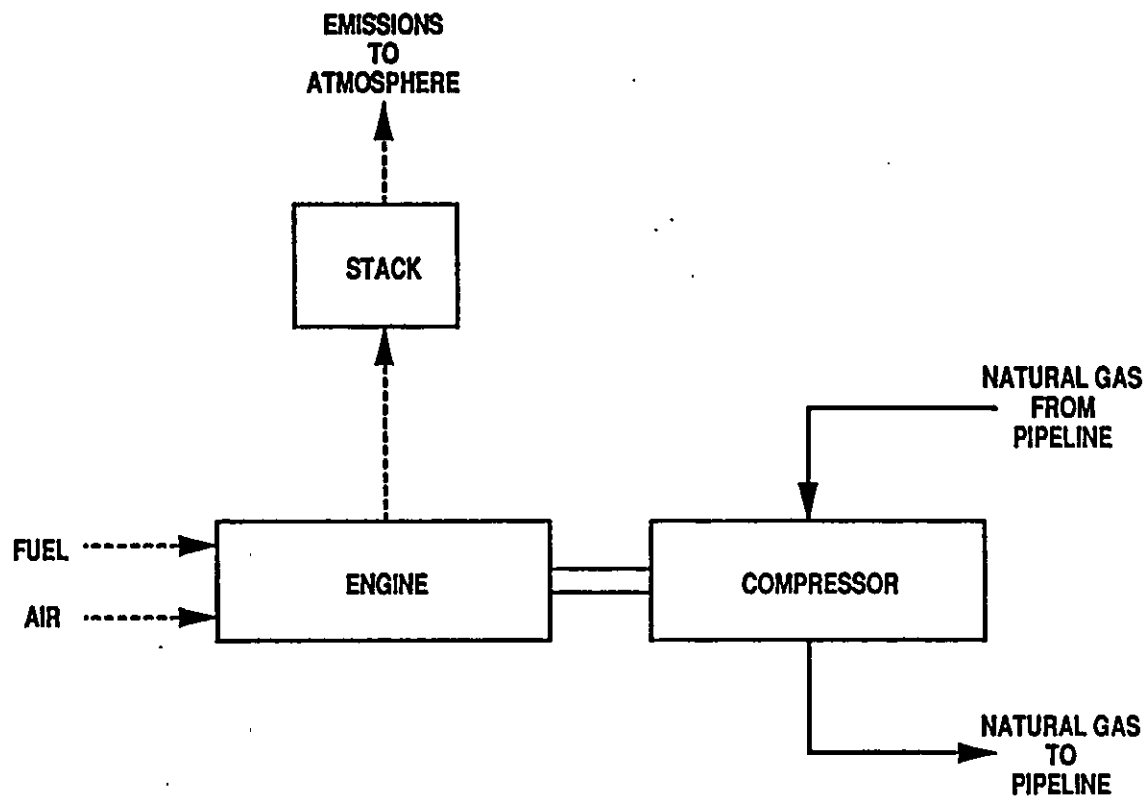 EMISSIONS
TO
ATMOSPHERE
STACK
NATURAL GAS
FROM
PIPELINE
FUEL
ENGINE
COMPRESSOR
AIR
NATURAL GAS
TO
PIPELINE